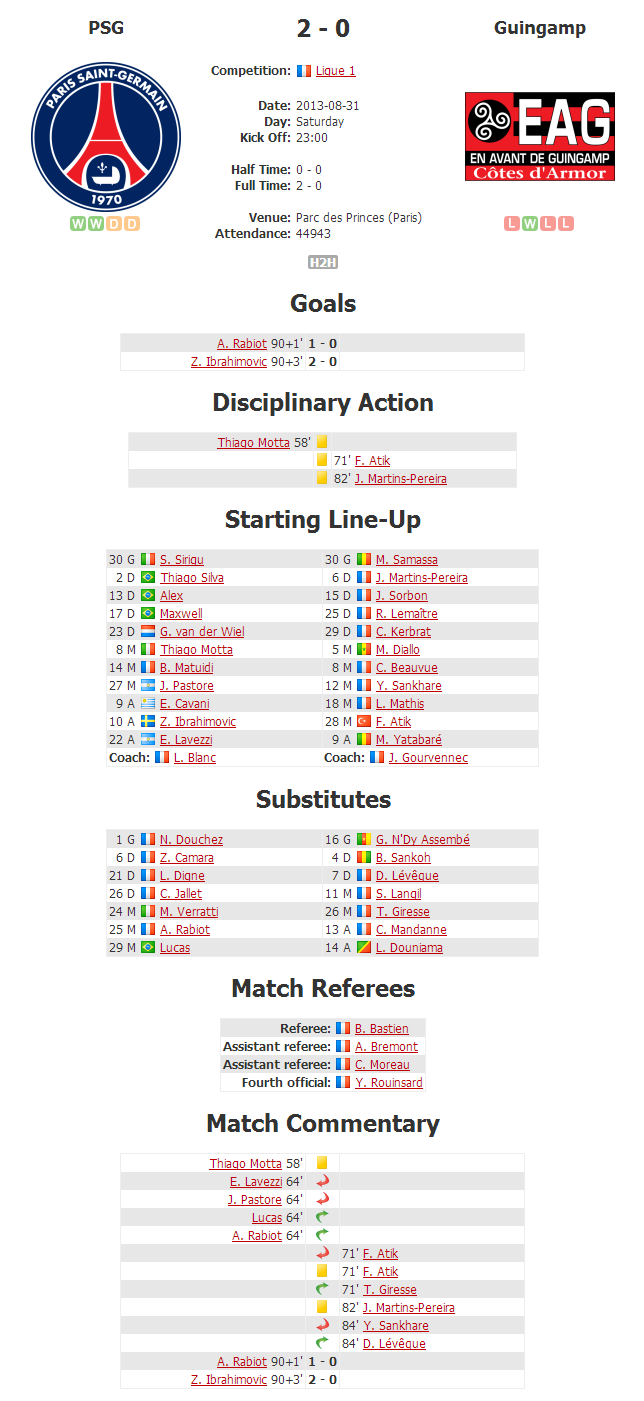 PSG 2 - 0 Guingamp
PARIS SAINT-GERMAIN
1970
EAG
EN AVANT DE GUINGAMP
Côtes d'Armor
Competition: Ligue 1
Date: 2013-08-31
Day: Saturday
Kick Off: 23:00
Half Time: 0 - 0
Full Time: 2 - 0
Venue: Parc des Princes (Paris)
Attendance: 44943
W W D D
L W L L
H2H
Goals
A. Rabiot 90+1' 1 - 0
Z. Ibrahimovic 90+3' 2 - 0
Disciplinary Action
Thiago Motta 58'
71' F. Atik
82' J. Martins-Pereira
Starting Line-Up
30 G S. Sirigu 30 G M. Samassa
2 D Thiago Silva 6 D J. Martins-Pereira
13 D Alex 15 D J. Sorbon
17 D Maxwell 25 D R. Lemaître
23 D G. van der Wiel 29 D C. Kerbrat
8 M Thiago Motta 5 M M. Diallo
14 M B. Matuidi 8 M C. Beauvue
27 M J. Pastore 12 M Y. Sankhare
9 A E. Cavani 18 M L. Mathis
10 A Z. Ibrahimovic 28 M F. Atik
22 A E. Lavezzi 9 A M. Yatabaré
Coach: L. Blanc Coach: J. Gourvennec
Substitutes
1 G N. Douchez 16 G G. N'Dy Assembé
6 D Z. Camara 4 D B. Sankoh
21 D L. Digne 7 D D. Lévêque
26 D C. Jallet 11 M S. Langil
24 M M. Verratti 26 M T. Giresse
25 M A. Rabiot 13 A C. Mandanne
29 M Lucas 14 A L. Douniama
Match Referees
Referee: B. Bastien
Assistant referee: A. Bremont
Assistant referee: C. Moreau
Fourth official: Y. Rouinsard
Match Commentary
Thiago Motta 58'
E. Lavezzi 64'
J. Pastore 64'
Lucas 64'
A. Rabiot 64'
71' F. Atik
71' F. Atik
71' T. Giresse
82' J. Martins-Pereira
84' Y. Sankhare
84' D. Lévêque
A. Rabiot 90+1' 1 - 0
Z. Ibrahimovic 90+3' 2 - 0